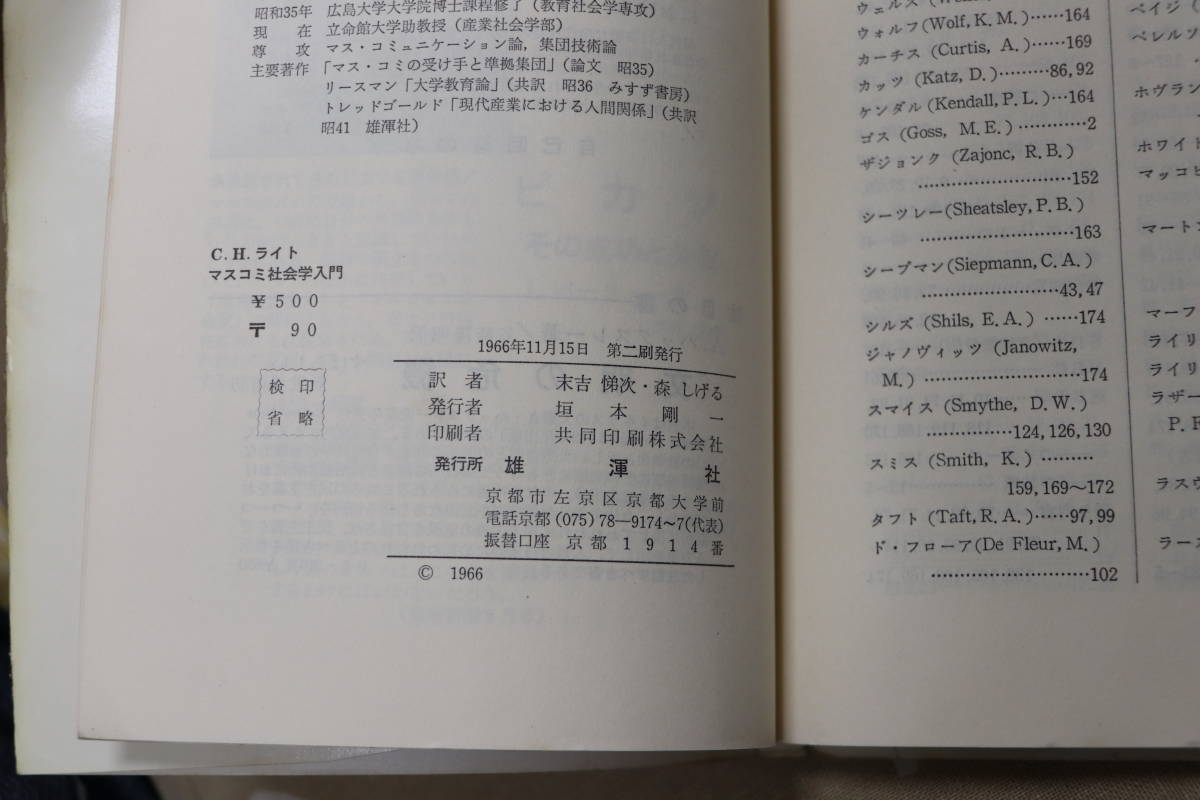 昭和35年 広島大学大学院博士課程修了(教育社会学専攻)
現在 立命館大学助教授(産業社会学部)
尊攻 マス・コミュニケーション論,集団技術論
主要著作 「マス・コミの受け手と準拠集団」(論文 昭35)
リースマン「大学教育論」(共訳 昭36 みすず書房)
トレッドゴールド「現代産業における人間関係」(共訳
昭41 雄渾社)
C.H.ライト
マスコミ社会学入門
¥500
〒 90
検印
省略
1966年11月15日 第二刷発行
訳者 末吉悌次・森しげる
発行者 垣本剛一
印刷者 共同印刷株式会社
発行所 雄渾社
京都市左京区京都大学前
電話京都(075)78―9174~7(代表)
振替口座 京都1914番
© 1966
ウォルフ(Wolf, K. M.)……164
カーチス(Curtis, A.)……169
カッツ(Katz, D.)………86,92
ケンダル(Kendall, P. L.)…164
ゴス(Goss, M. E.)…………2
ザジョンク(Zajonc, R. B.)
……………………152
シーツレー(Sheatsley, P. B.)
……………………163
シープマン(Siepmann, C. A.)
……………………43,47
シルズ(Shils, E. A.)……174
ジャノヴィッツ(Janowitz,
M.)……………………174
スマイス(Smythe, D. W.)
……………124,126,130
スミス(Smith, K.)………
159,169~172
タフト(Taft, R. A.)……97,99
ド・フローア(De Fleur, M.)
……………………102
ペイジ(
ベレルソ
ホヴラン
ホワイト
マッコビ
マート
マーフ
ライリ
ライリ
ラザー
P. F
ラスウ
ラース